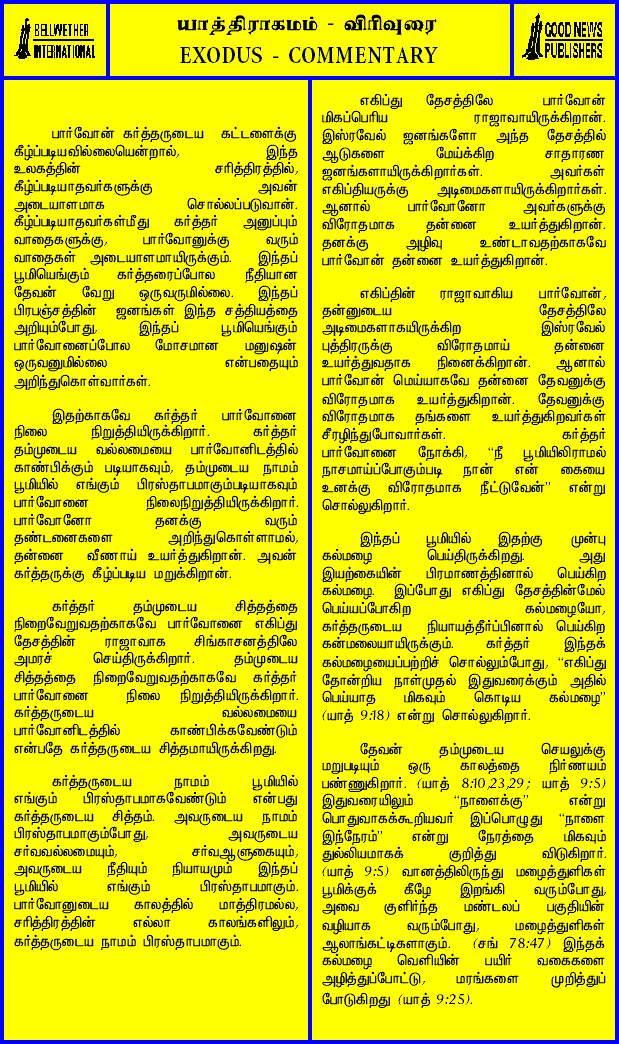 BELLWETHER
INTERNATIONAL
யாத்திராகமம் - விரிவுரை
EXODUS - COMMENTARY
GOOD NEWS
PUBLISHERS
பார்வோன் கர்த்தருடைய கட்டளைக்கு
கீழ்ப்படியவில்லையென்றால், இந்த
உலகத்தின் சரித்திரத்தில்,
கீழ்ப்படியாதவர்களுக்கு அவன்
அடையாளமாக சொல்லப்படுவான்.
கீழ்ப்படியாதவர்கள்மீது கர்த்தர் அனுப்பும்
வாதைகளுக்கு, பார்வோனுக்கு வரும்
வாதைகள் அடையாளமாயிருக்கும். இந்தப்
பூமியெங்கும் கர்த்தரைப்போல நீதியான
தேவன் வேறு ஒருவருமில்லை. இந்தப்
பிரபஞ்சத்தின் ஜனங்கள் இந்த சத்தியத்தை
அறியும்போது, இந்தப் பூமியெங்கும்
பார்வோனைப்போல மோசமான மனுஷன்
ஒருவனுமில்லை என்பதையும்
அறிந்துகொள்வார்கள்.
இதற்காகவே கர்த்தர் பார்வோனை
நிலை நிறுத்தியிருக்கிறார். கர்த்தர்
தம்முடைய வல்லமையை பார்வோனிடத்தில்
காண்பிக்கும் படியாகவும், தம்முடைய நாமம்
பூமியில் எங்கும் பிரஸ்தாபமாகும்படியாகவும்
பார்வோனை நிலைநிறுத்தியிருக்கிறார்.
பார்வோனோ தனக்கு வரும்
தண்டனைகளை அறிந்துகொள்ளாமல்,
தன்னை வீணாய் உயர்த்துகிறான். அவன்
கர்த்தருக்கு கீழ்ப்படிய மறுக்கிறான்.
கர்த்தர் தம்முடைய சித்தத்தை
நிறைவேறுவதற்காகவே பார்வோனை எகிப்து
தேசத்தின் ராஜாவாக சிங்காசனத்திலே
அமரச் செய்திருக்கிறார். தம்முடைய
சித்தத்தை நிறைவேறுவதற்காகவே கர்த்தர்
பார்வோனை நிலை நிறுத்தியிருக்கிறார்.
கர்த்தருடைய வல்லமையை
பார்வோனிடத்தில் காண்பிக்கவேண்டும்
என்பதே கர்த்தருடைய சித்தமாயிருக்கிறது.
கர்த்தருடைய நாமம் பூமியில்
எங்கும் பிரஸ்தாபமாகவேண்டும் என்பது
கர்த்தருடைய சித்தம். அவருடைய நாமம்
பிரஸ்தாபமாகும்போது, அவருடைய
சர்வவல்லமையும், சர்வஆளுகையும்,
அவருடைய நீதியும் நியாயமும் இந்தப்
பூமியில் எங்கும் பிரஸ்தாபமாகும்.
பார்வோனுடைய காலத்தில் மாத்திரமல்ல,
சரித்திரத்தின் எல்லா காலங்களிலும்,
கர்த்தருடைய நாமம் பிரஸ்தாபமாகும்.
எகிப்து தேசத்திலே பார்வோன்
மிகப்பெரிய ராஜாவாயிருக்கிறான்.
இஸ்ரவேல் ஜனங்களோ அந்த தேசத்தில்
ஆடுகளை மேய்க்கிற சாதாரண
ஜனங்களாயிருக்கிறார்கள். அவர்கள்
எகிப்தியருக்கு அடிமைகளாயிருக்கிறார்கள்.
ஆனால் பார்வோனோ அவர்களுக்கு
விரோதமாக தன்னை உயர்த்துகிறான்.
தனக்கு அழிவு உண்டாவதற்காகவே
பார்வோன் தன்னை உயர்த்துகிறான்.
எகிப்தின் ராஜாவாகிய பார்வோன்,
தன்னுடைய தேசத்திலே
அடிமைகளாகயிருக்கிற இஸ்ரவேல்
புத்திரருக்கு விரோதமாய் தன்னை
உயர்த்துவதாக நினைக்கிறான். ஆனால்
பார்வோன் மெய்யாகவே தன்னை தேவனுக்கு
விரோதமாக உயர்த்துகிறான். தேவனுக்கு
விரோதமாக தங்களை உயர்த்துகிறவர்கள்
சீரழிந்துபோவார்கள். கர்த்தர்
பார்வோனை நோக்கி, “நீ பூமியிலிராமல்
நாசமாய்ப்போகும்படி நான் என் கையை
உனக்கு விரோதமாக நீட்டுவேன்” என்று
சொல்லுகிறார்.
இந்தப் பூமியில் இதற்கு முன்பு
கல்மழை பெய்திருக்கிறது. அது
இயற்கையின் பிரமாணத்தினால் பெய்கிற
கல்மழை. இப்போது எகிப்து தேசத்தின்மேல்
பெய்யப்போகிற கல்மழையோ,
கர்த்தருடைய நியாயத்தீர்ப்பினால் பெய்கிற
கன்மலையாயிருக்கும். கர்த்தர் இந்தக்
கல்மழையைப்பற்றிச் சொல்லும்போது, “எகிப்து
தோன்றிய நாள்முதல் இதுவரைக்கும் அதில்
பெய்யாத மிகவும் கொடிய கல்மழை”
(யாத் 9:18) என்று சொல்லுகிறார்.
தேவன் தம்முடைய செயலுக்கு
மறுபடியும் ஒரு காலத்தை நிர்ணயம்
பண்ணுகிறார். (யாத் 8:10,23,29; யாத் 9:5)
இதுவரையிலும் “நாளைக்கு” என்று
பொதுவாகக்கூறியவர் இப்பொழுது “நாளை
இந்நேரம்” என்று நேரத்தை மிகவும்
துல்லியமாகக் குறித்து விடுகிறார்.
(யாத் 9:5) வானத்திலிருந்து மழைத்துளிகள்
பூமிக்குக் கீழே இறங்கி வரும்போது,
அவை குளிர்ந்த மண்டலப் பகுதியின்
வழியாக வரும்போது, மழைத்துளிகள்
ஆலாங்கட்டிகளாகும். (சங் 78:47) இந்தக்
கல்மழை வெளியின் பயிர் வகைகளை
அழித்துப்போட்டு, மரங்களை முறித்துப்
போடுகிறது (யாத் 9:25).